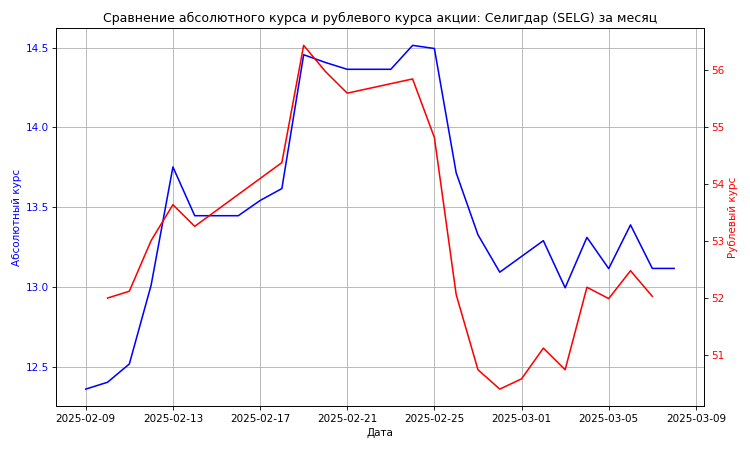 Сравнение абсолютного курса и рублевого курса акции: Селигдар (SELG) за месяц
Абсолютный курс
14.5
14.0
13.5
13.0
12.5
56
55
54
53
52
51
Рублевый курс
2025-02-09 2025-02-13 2025-02-17 2025-02-21 2025-02-25 2025-03-01 2025-03-05 2025-03-09
Дата